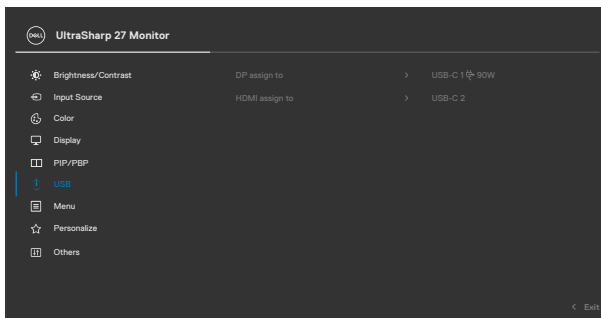 DELL UltraSharp 27 Monitor
Brightness/Contrast DP assign to > USB-C 1 90W
Input Source HDMI assign to > USB-C 2
Color
Display
PIP/PBP
USB
Menu
Personalize
Others
< Exit